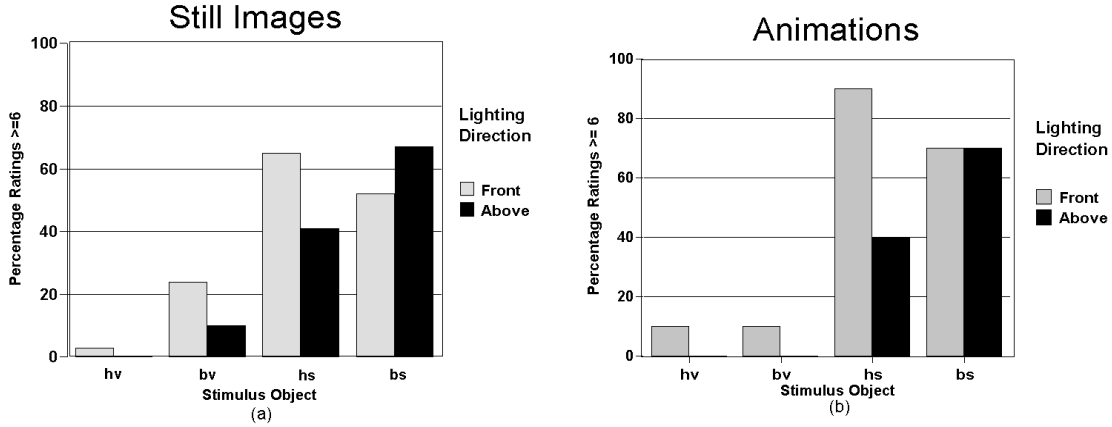 Still Images
100
80
60
40
20
0
Percentage Ratings >=6
hv bv hs bs
Stimulus Object
(a)
Lighting
Direction
Front
Above
Animations
100
80
60
40
20
0
Percentage Ratings >= 6
hv bv hs bs
Stimulus Object
(b)
Lighting
Direction
Front
Above